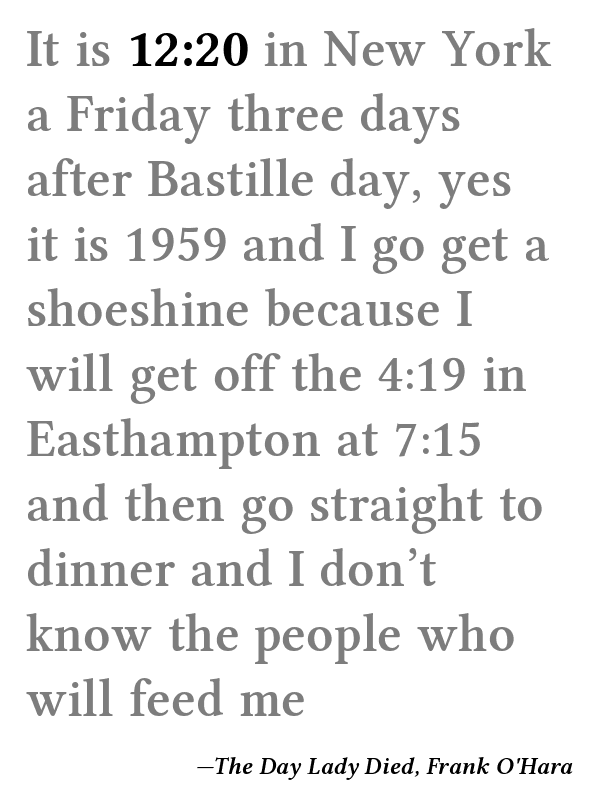 It is 12:20 in New York
a Friday three days
after Bastille day, yes
it is 1959 and I go get a
shoeshine because I
will get off the 4:19 in
Easthampton at 7:15
and then go straight to
dinner and I don’t
know the people who
will feed me
—The Day Lady Died, Frank O'Hara